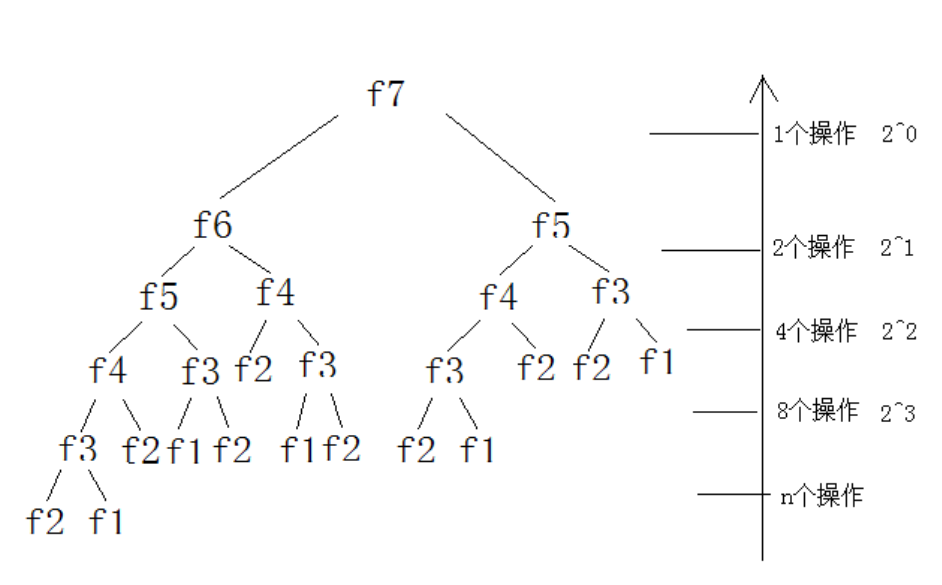 f7
1个操作 2^0
f6 f5
2个操作 2^1
f5 f4 f4 f3
4个操作 2^2
f4 f3 f2 f3 f3 f2 f2 f1
8个操作 2^3
f3 f2 f1 f2 f1 f2 f2 f1
n个操作
f2 f1